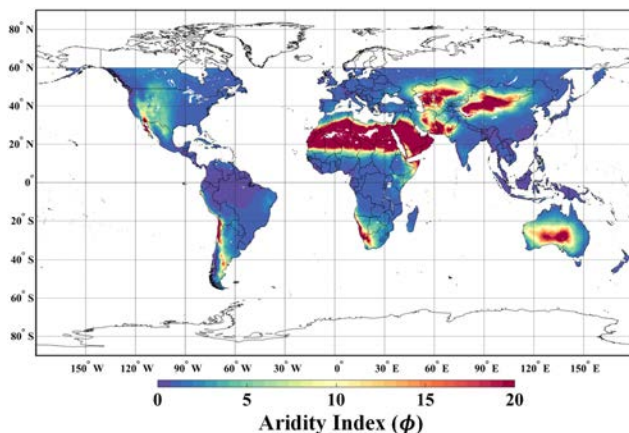 80° N
60° N
40° N
20° N
0°
20° S
40° S
60° S
80° S
150° W 120° W 90° W 60° W 30° W 0° 30° E 60° E 90° E 120° E 150° E
0 5 10 15 20
Aridity Index (ϕ)